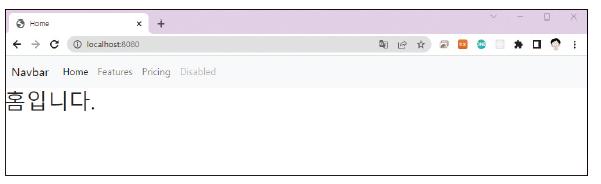 Home
localhost:8080
Navbar Home Features Pricing Disabled
홈입니다.